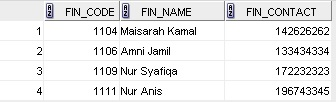 FIN_CODE FIN_NAME FIN_CONTACT
1 1104 Maisarah Kamal 142626262
2 1106 Amni Jamil 133434334
3 1109 Nur Syafiqa 172232323
4 1111 Nur Anis 196743345